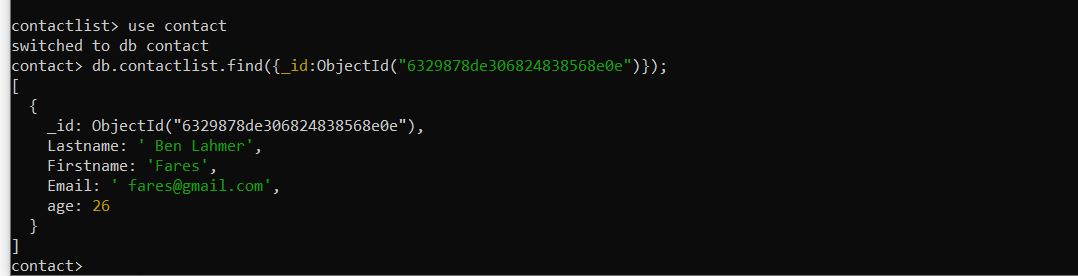 contactlist> use contact
switched to db contact
contact> db.contactlist.find({_id:ObjectId("6329878de306824838568e0e")});
[
  {
    _id: ObjectId("6329878de306824838568e0e"),
    Lastname: ' Ben Lahmer',
    Firstname: 'Fares',
    Email: ' fares@gmail.com',
    age: 26
  }
]
contact>